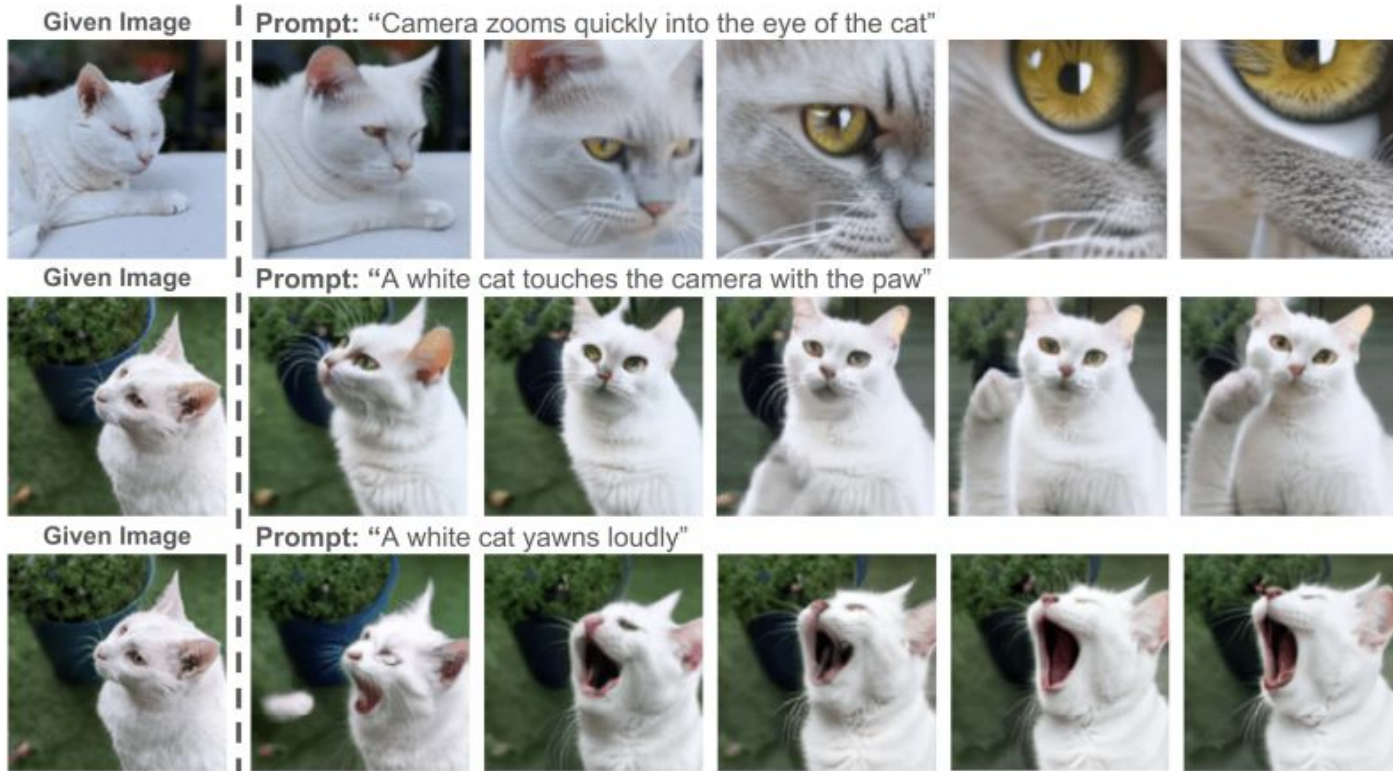 Given Image
Prompt: “Camera zooms quickly into the eye of the cat”
Given Image
Prompt: “A white cat touches the camera with the paw”
Given Image
Prompt: “A white cat yawns loudly”